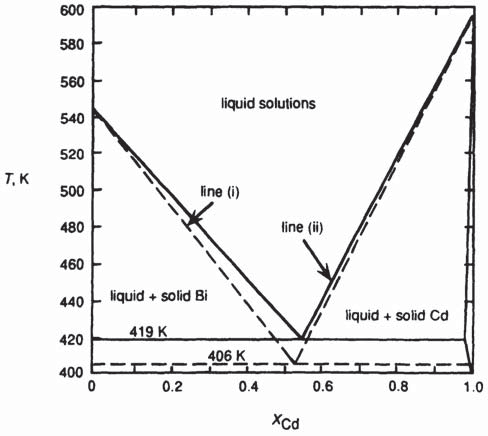 600
580
560
540
520
500
480
460
440
420
400
T, K
liquid solutions
line (i)
line (ii)
liquid + solid Bi
liquid + solid Cd
419 K
406 K
0
0.2
0.4
0.6
0.8
1.0
XCd